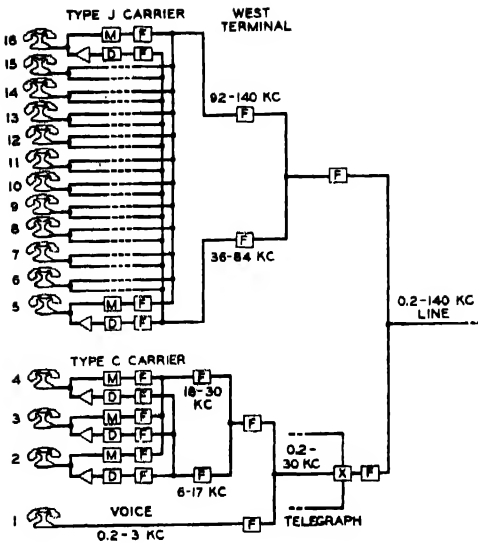 TYPE J CARRIER
WEST
TERMINAL
16
M
F
D
F
15
14
13
12
11
10
9
8
7
6
5
M
F
D
F
92-140 KC
F
F
36-84 KC
F
0.2-140 KC
LINE
TYPE C CARRIER
4
M
F
D
F
3
M
F
D
F
2
M
F
D
F
F
18-30
KC
F
6-17 KC
F
0.2-
30 KC
X
F
TELEGRAPH
1
VOICE
0.2-3 KC
F